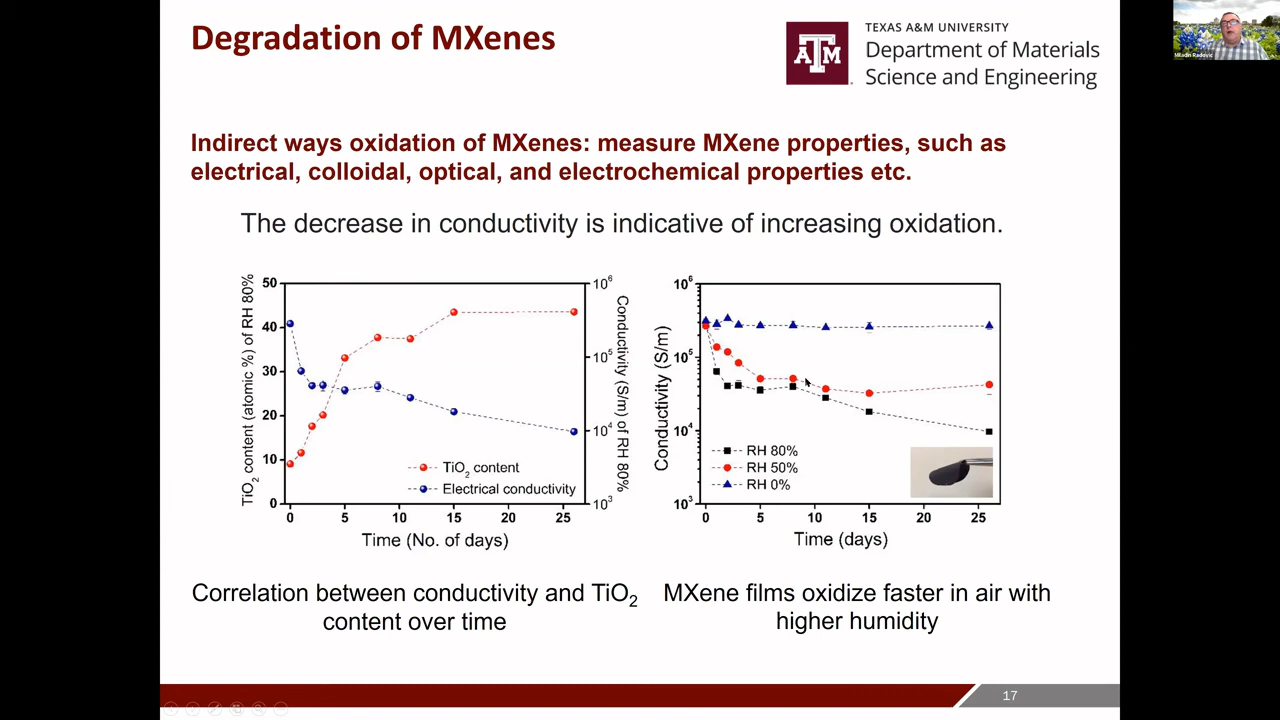 Degradation of MXenes
TEXAS A&M UNIVERSITY
Department of Materials
Science and Engineering
A T M
Miladin Radovic
Indirect ways oxidation of MXenes: measure MXene properties, such as
electrical, colloidal, optical, and electrochemical properties etc.
The decrease in conductivity is indicative of increasing oxidation.
TiO2 content (atomic %) of RH 80%
50
40
30
20
10
0
10^6
10^5
10^4
10^3
Conductivity (S/m) of RH 80%
TiO2 content
Electrical conductivity
0 5 10 15 20 25
Time (No. of days)
Conductivity (S/m)
10^6
10^5
10^4
10^3
RH 80%
RH 50%
RH 0%
0 5 10 15 20 25
Time (days)
Correlation between conductivity and TiO2
content over time
MXene films oxidize faster in air with
higher humidity
17